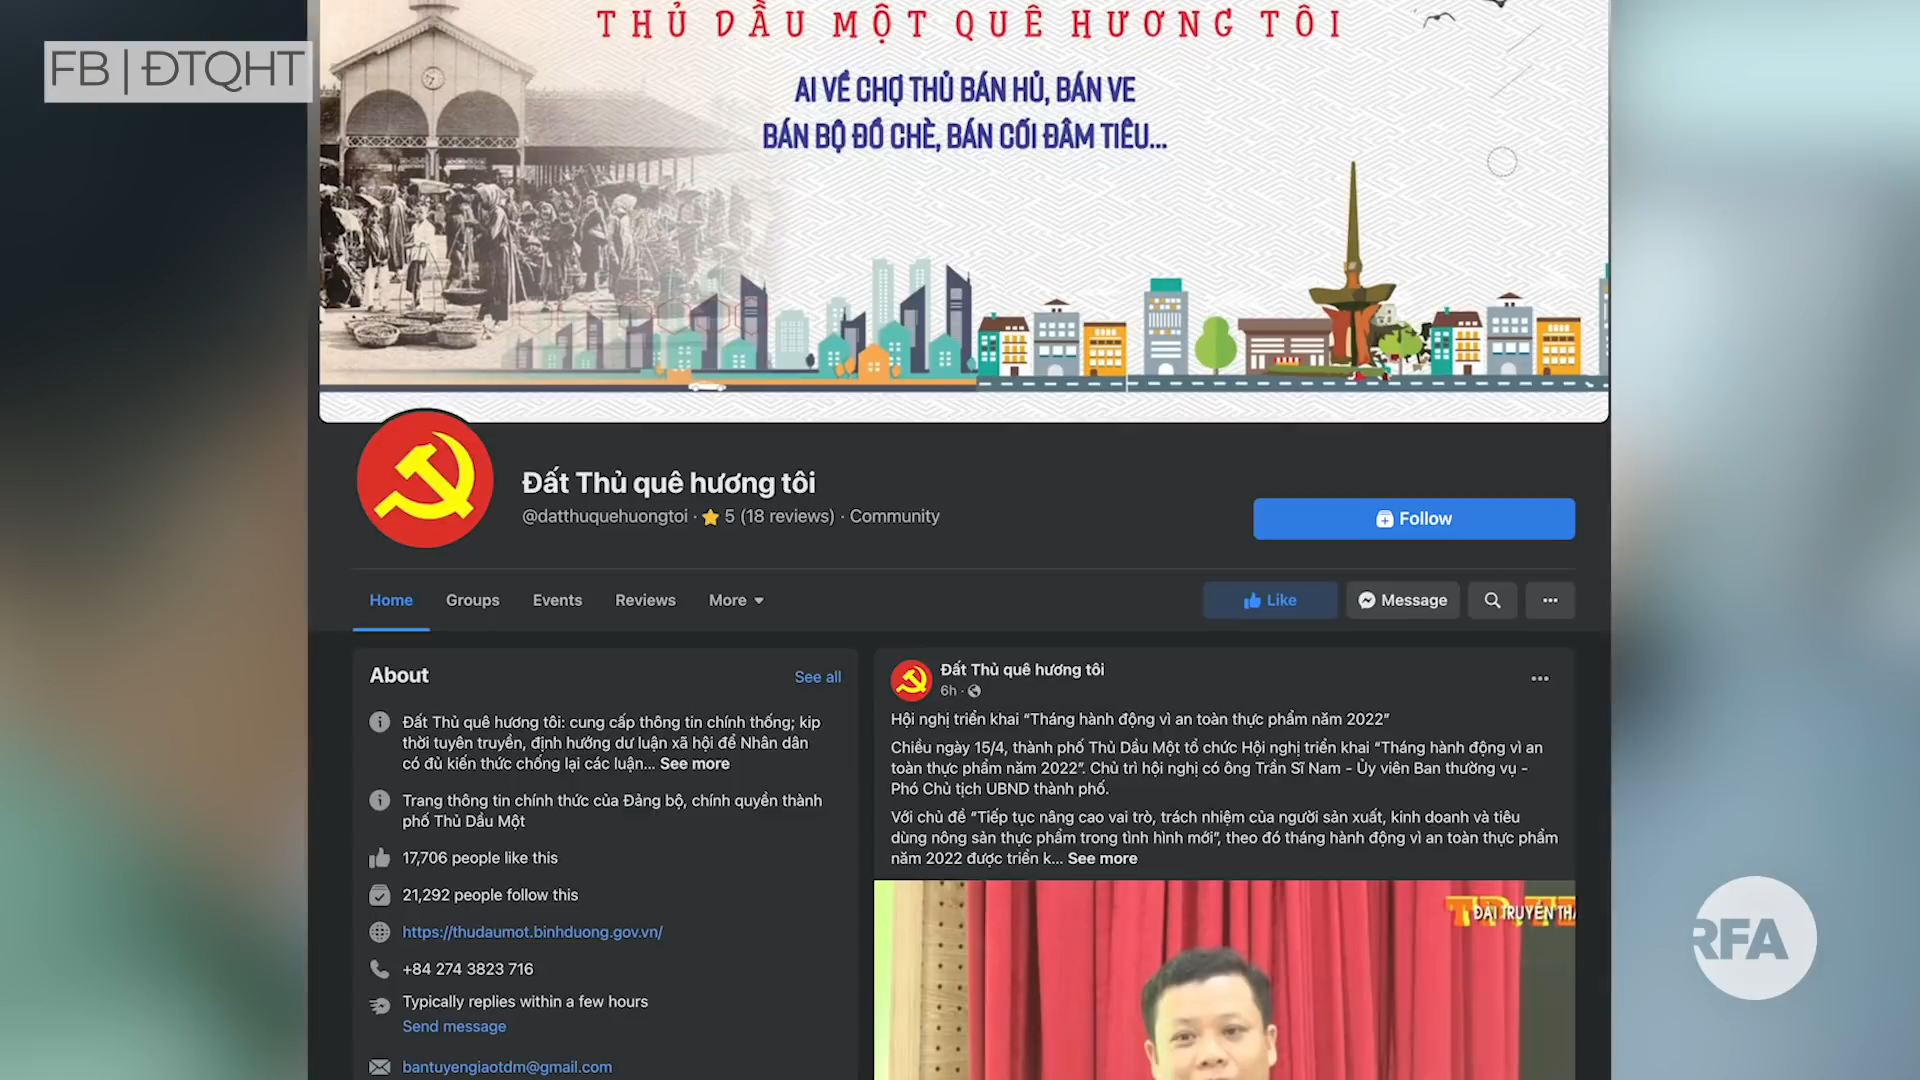 THỦ DẦU MỘT QUÊ HƯƠNG TÔI
FB | ĐTQHT
AI VỀ CHỢ THỦ BÁN HỦ, BÁN VE
BÁN BỘ ĐỒ CHÈ, BÁN CỐI ĐÂM TIÊU...
Đất Thủ quê hương tôi
@datthuquehuongtoi · 5 (18 reviews) · Community
Follow
Home Groups Events Reviews More
Like Message
About
See all
Đất Thủ quê hương tôi: cung cấp thông tin chính thống; kip
thời tuyên truyền, định hướng dư luận xã hội để Nhân dân
có đủ kiến thức chống lại các luận... See more
Trang thông tin chính thức của Đảng bộ, chính quyền thành
phố Thủ Dầu Một
17,706 people like this
21,292 people follow this
https://thudaumot.binhduong.gov.vn/
+84 274 3823 716
Typically replies within a few hours
Send message
bantuyengiaotdm@gmail.com
Đất Thủ quê hương tôi
6h
Hội nghị triển khai “Tháng hành động vì an toàn thực phẩm năm 2022”
Chiều ngày 15/4, thành phố Thủ Dầu Một tổ chức Hội nghị triển khai “Tháng hành động vì an
toàn thực phẩm năm 2022”. Chủ trì hội nghị có ông Trần Sĩ Nam - Ủy viên Ban thường vụ -
Phó Chủ tịch UBND thành phố.
Với chủ đề “Tiếp tục nâng cao vai trò, trách nhiệm của người sản xuất, kinh doanh và tiêu
dùng nông sản thực phẩm trong tình hình mới”, theo đó tháng hành động vì an toàn thực phẩm
năm 2022 được triển k... See more
ĐÀI TRUYỀN THA
RFA